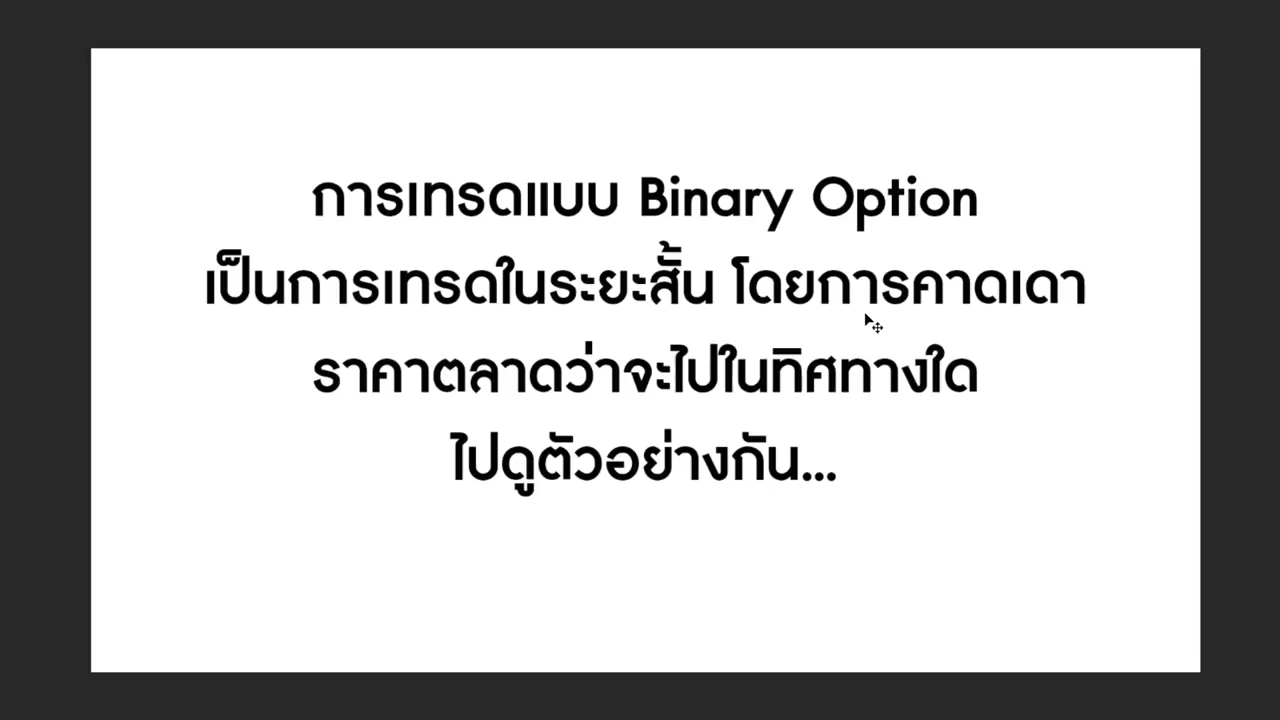 การเทรดแบบ Binary Option
เป็นการเทรดในระยะสั้น โดยการคาดเดา
ราคาตลาดว่าจะไปในทิศทางใด
ไปดูตัวอย่างกัน...